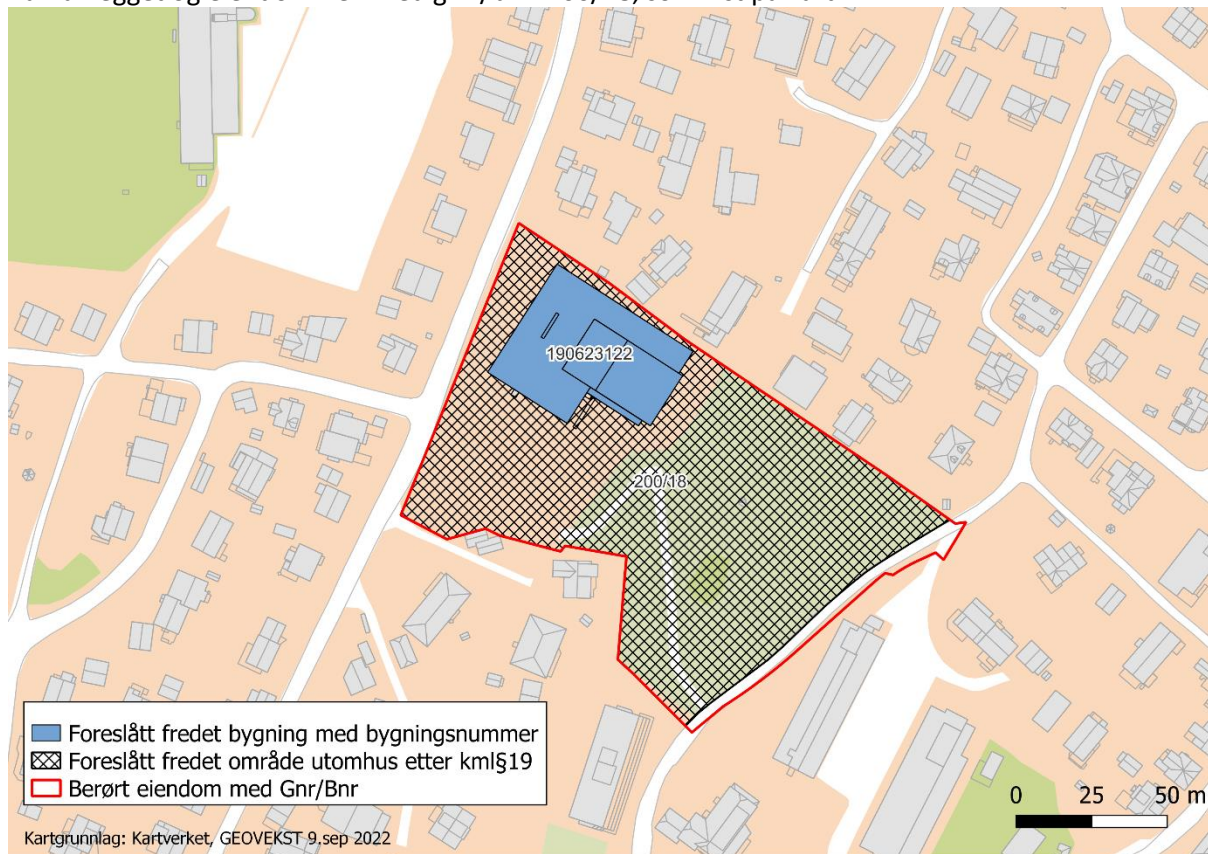 190623122
200/18
Foreslått fredet bygning med bygningsnummer
Foreslått fredet område utomhus etter kml§19
Berørt eiendom med Gnr/Bnr
0 25 50 m
Kartgrunnlag: Kartverket, GEOVEKST 9.sep 2022